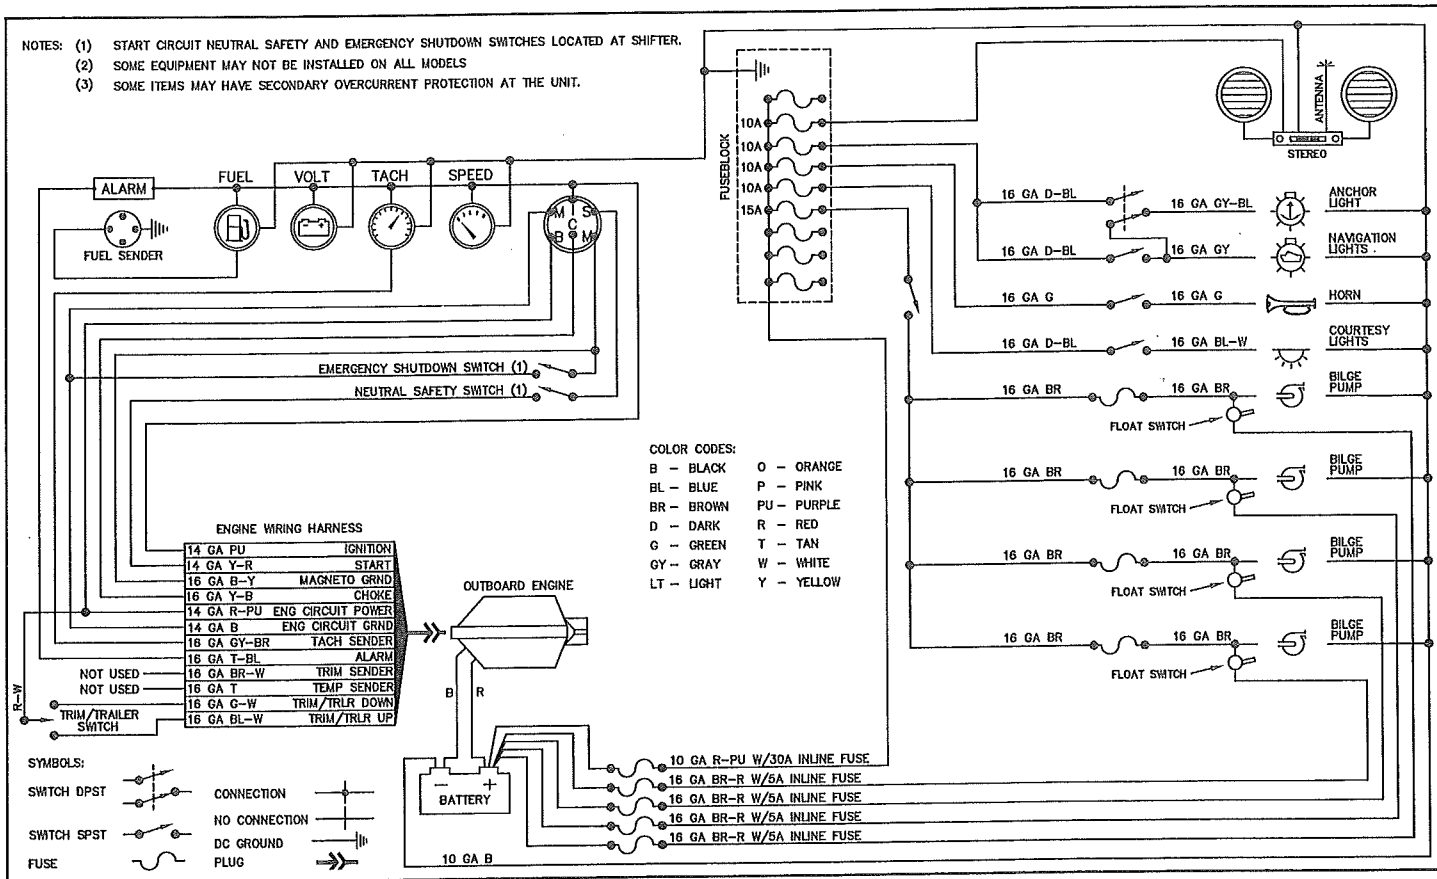 NOTES: (1) START CIRCUIT NEUTRAL SAFETY AND EMERGENCY SHUTDOWN SWITCHES LOCATED AT SHIFTER.
(2) SOME EQUIPMENT MAY NOT BE INSTALLED ON ALL MODELS
(3) SOME ITEMS MAY HAVE SECONDARY OVERCURRENT PROTECTION AT THE UNIT.
ALARM
FUEL
VOLT
TACH
SPEED
FUEL SENDER
M I S
C
B M
FUSEBLOCK
10A
10A
10A
10A
15A
ANTENNA
STEREO
16 GA D-BL
16 GA GY-BL
ANCHOR
LIGHT
16 GA D-BL
16 GA GY
NAVIGATION
LIGHTS .
16 GA G
16 GA G
HORN
16 GA D-BL
16 GA BL-W
COURTESY
LIGHTS
16 GA BR
16 GA BR
BILGE
PUMP
FLOAT SWITCH
16 GA BR
16 GA BR
BILGE
PUMP
FLOAT SWITCH
16 GA BR
16 GA BR
BILGE
PUMP
FLOAT SWITCH
16 GA BR
16 GA BR
BILGE
PUMP
FLOAT SWITCH
EMERGENCY SHUTDOWN SWITCH (1)
NEUTRAL SAFETY SWITCH (1)
COLOR CODES:
B – BLACK O – ORANGE
BL – BLUE P – PINK
BR – BROWN PU – PURPLE
D – DARK R – RED
G – GREEN T – TAN
GY – GRAY W – WHITE
LT – LIGHT Y – YELLOW
ENGINE WIRING HARNESS
14 GA PU IGNITION
14 GA Y-R START
16 GA B-Y MAGNETO GRND
16 GA Y-B CHOKE
14 GA R-PU ENG CIRCUIT POWER
14 GA B ENG CIRCUIT GRND
16 GA GY-BR TACH SENDER
16 GA T-BL ALARM
NOT USED 16 GA BR-W TRIM SENDER
NOT USED 16 GA T TEMP SENDER
16 GA G-W TRIM/TRLR DOWN
16 GA BL-W TRIM/TRLR UP
R-W
TRIM/TRAILER
SWITCH
OUTBOARD ENGINE
B
R
– +
BATTERY
10 GA R-PU W/30A INLINE FUSE
16 GA BR-R W/5A INLINE FUSE
16 GA BR-R W/5A INLINE FUSE
16 GA BR-R W/5A INLINE FUSE
16 GA BR-R W/5A INLINE FUSE
10 GA B
SYMBOLS:
SWITCH DPST
SWITCH SPST
FUSE
CONNECTION
NO CONNECTION
DC GROUND
PLUG